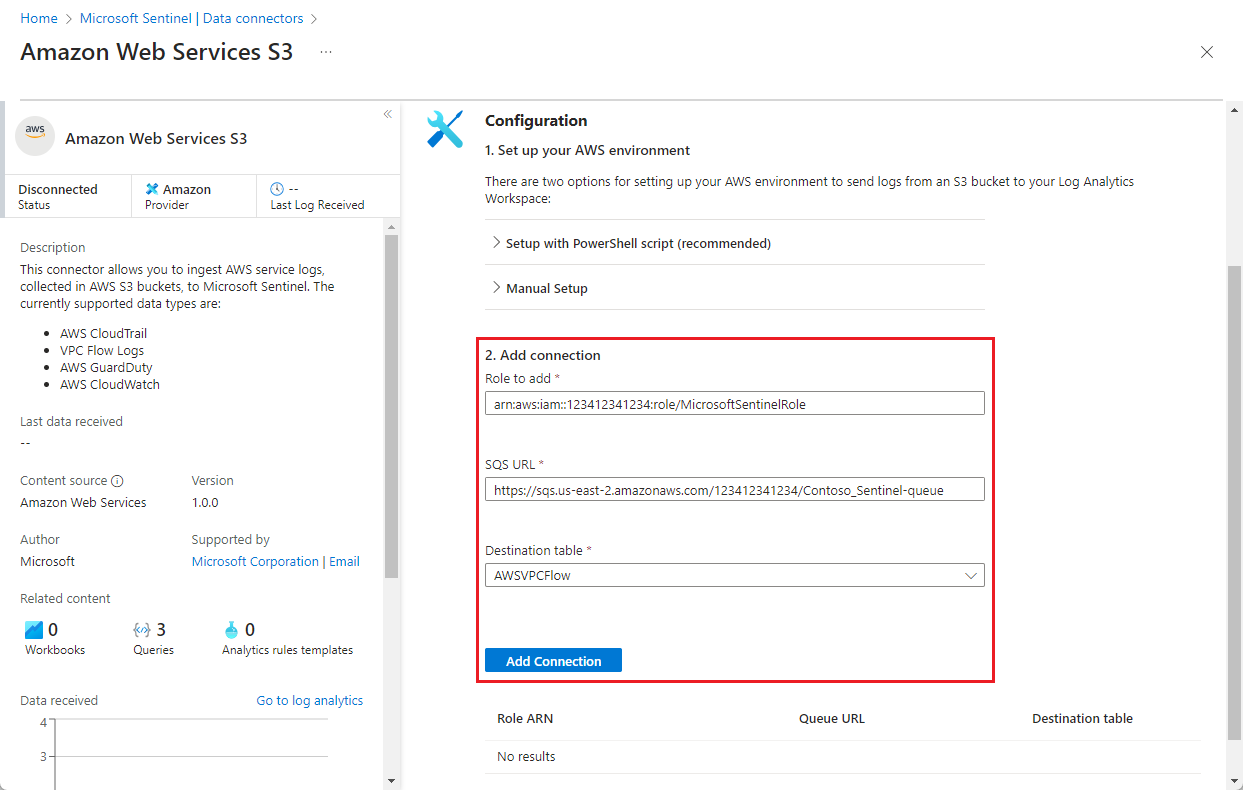 Home > Microsoft Sentinel | Data connectors >
Amazon Web Services S3 ...
aws
Amazon Web Services S3
Disconnected
Status
Amazon
Provider
--
Last Log Received
Description
This connector allows you to ingest AWS service logs,
collected in AWS S3 buckets, to Microsoft Sentinel. The
currently supported data types are:
AWS CloudTrail
VPC Flow Logs
AWS GuardDuty
AWS CloudWatch
Last data received
--
Content source
Version
Amazon Web Services
1.0.0
Author
Supported by
Microsoft
Microsoft Corporation | Email
Related content
0
3
0
Workbooks
Queries
Analytics rules templates
Data received
Go to log analytics
4
3
Configuration
1. Set up your AWS environment
There are two options for setting up your AWS environment to send logs from an S3 bucket to your Log Analytics
Workspace:
Setup with PowerShell script (recommended)
Manual Setup
2. Add connection
Role to add *
arn:aws:iam::123412341234:role/MicrosoftSentinelRole
SQS URL *
https://sqs.us-east-2.amazonaws.com/123412341234/Contoso_Sentinel-queue
Destination table *
AWSVPCFlow
Add Connection
Role ARN
Queue URL
Destination table
No results